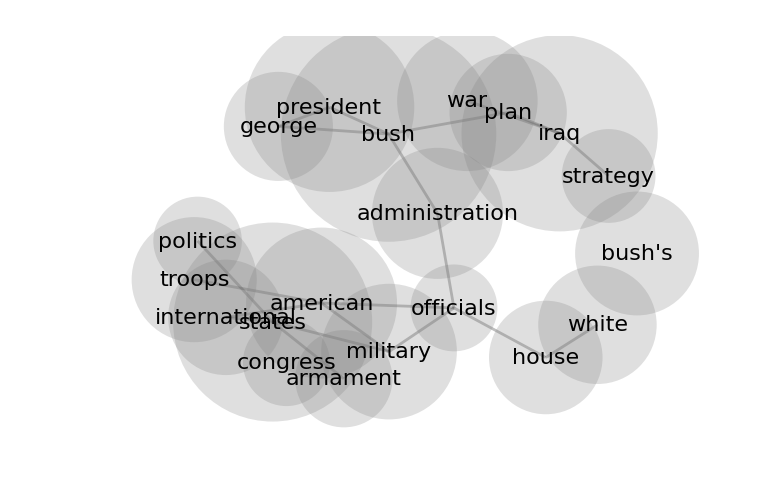 war
president
plan
george
bush
iraq
strategy
administration
politics
bush's
troops
american
officials
international
states
white
military
house
congress
armament